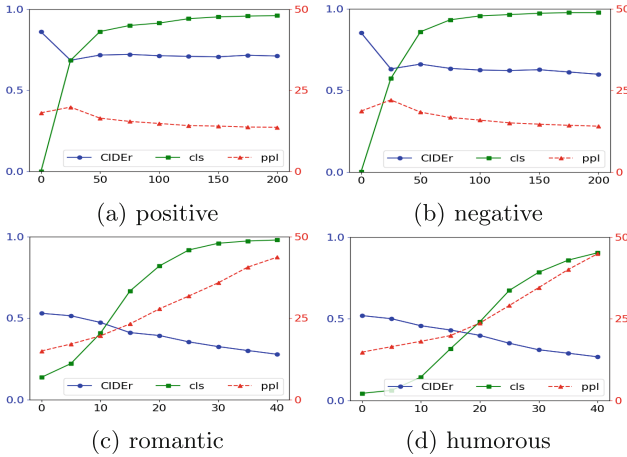 1.0 50 1.0 50
0.5 25 0.5 25
CIDEr cls ppl CIDEr cls ppl
0.0 0 0.0 0
0 50 100 150 200 0 50 100 150 200
(a) positive (b) negative
1.0 50 1.0 50
0.5 25 0.5 25
CIDEr cls ppl CIDEr cls ppl
0.0 0 0.0 0
0 10 20 30 40 0 10 20 30 40
(c) romantic (d) humorous